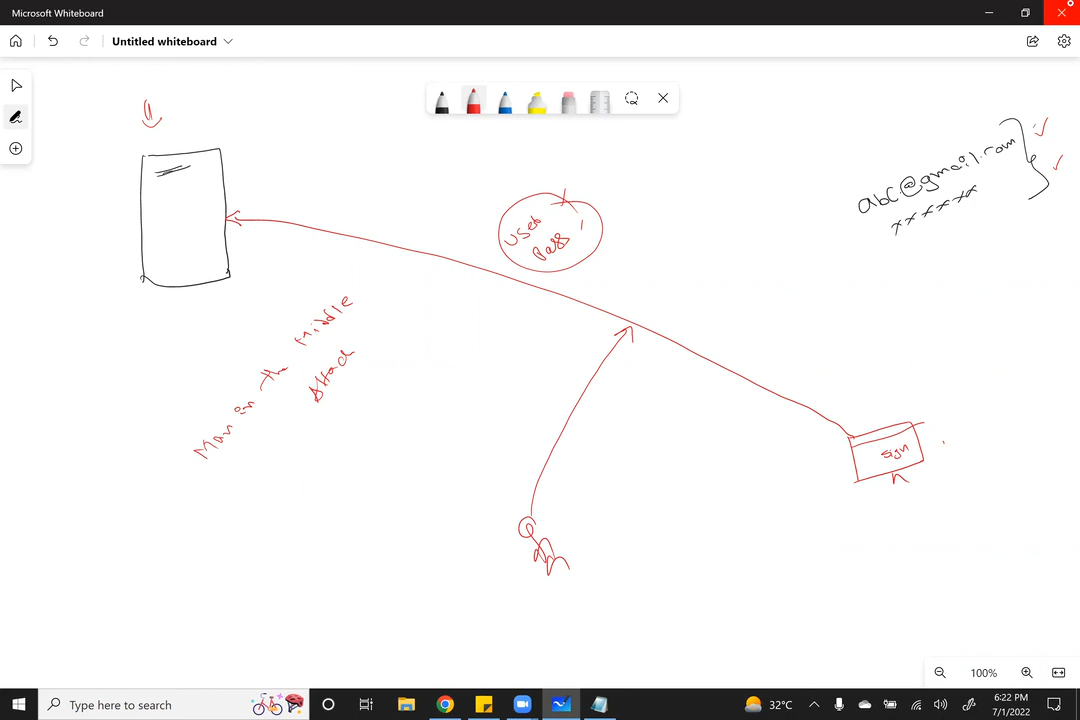 Microsoft Whiteboard
Untitled whiteboard
abc.@gmail.com
xxxxxx
User
Pass
Man in the Middle
Attack
sign
n
100%
Type here to search
32°C
6:22 PM
7/1/2022